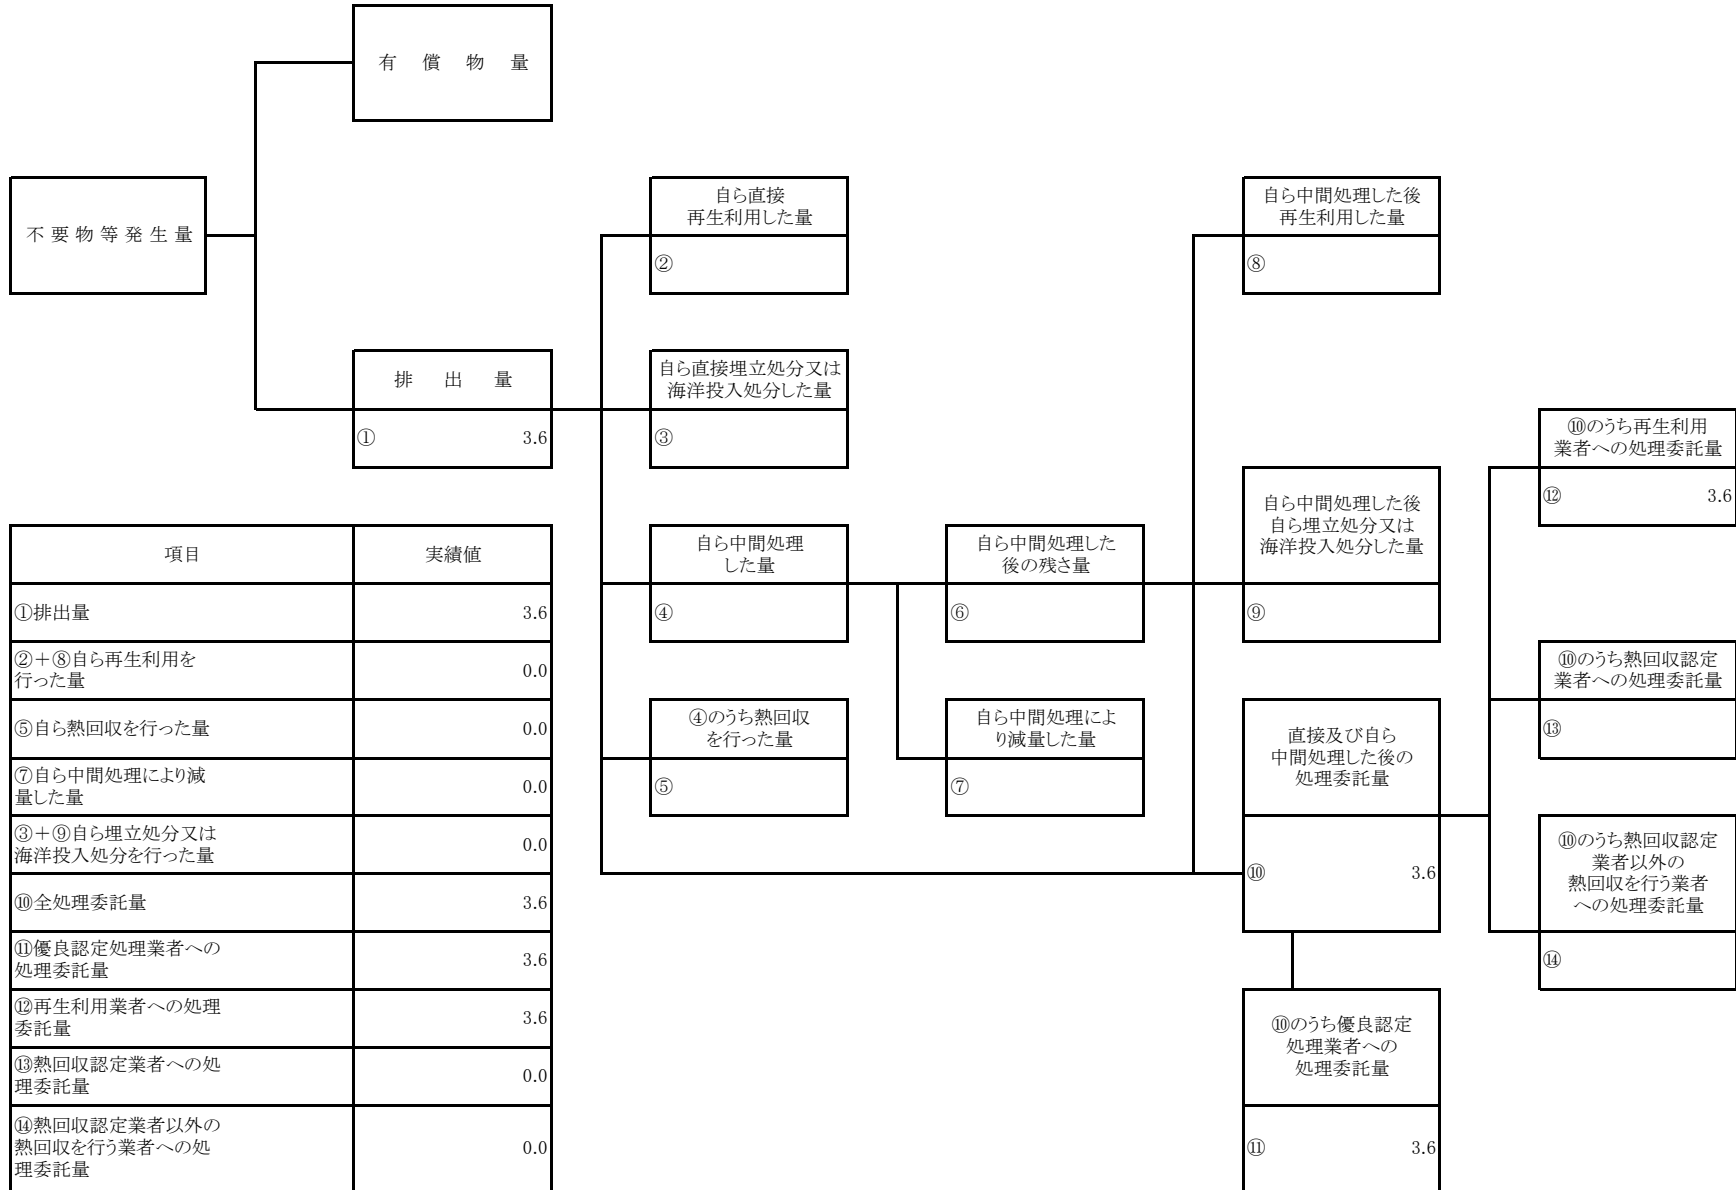 有償物量
不要物等発生量
自ら直接
再生利用した量
②
自ら中間処理した後
再生利用した量
⑧
排出量
① 3.6
自ら直接埋立処分又は
海洋投入処分した量
③
⑩のうち再生利用
業者への処理委託量
⑫ 3.6
自ら中間処理
した量
④
自ら中間処理した
後の残さ量
⑥
自ら中間処理した後
自ら埋立処分又は
海洋投入処分した量
⑨
⑩のうち熱回収認定
業者への処理委託量
⑬
④のうち熱回収
を行った量
⑤
自ら中間処理によ
り減量した量
⑦
直接及び自ら
中間処理した後の
処理委託量
⑩ 3.6
⑩のうち熱回収認定
業者以外の
熱回収を行う業者
への処理委託量
⑭
⑩のうち優良認定
処理業者への
処理委託量
⑪ 3.6
項目 実績値
①排出量 3.6
②＋⑧自ら再生利用を
行った量 0.0
⑤自ら熱回収を行った量 0.0
⑦自ら中間処理により減
量した量 0.0
③＋⑨自ら埋立処分又は
海洋投入処分を行った量 0.0
⑩全処理委託量 3.6
⑪優良認定処理業者への
処理委託量 3.6
⑫再生利用業者への処理
委託量 3.6
⑬熱回収認定業者への処
理委託量 0.0
⑭熱回収認定業者以外の
熱回収を行う業者への処
理委託量 0.0